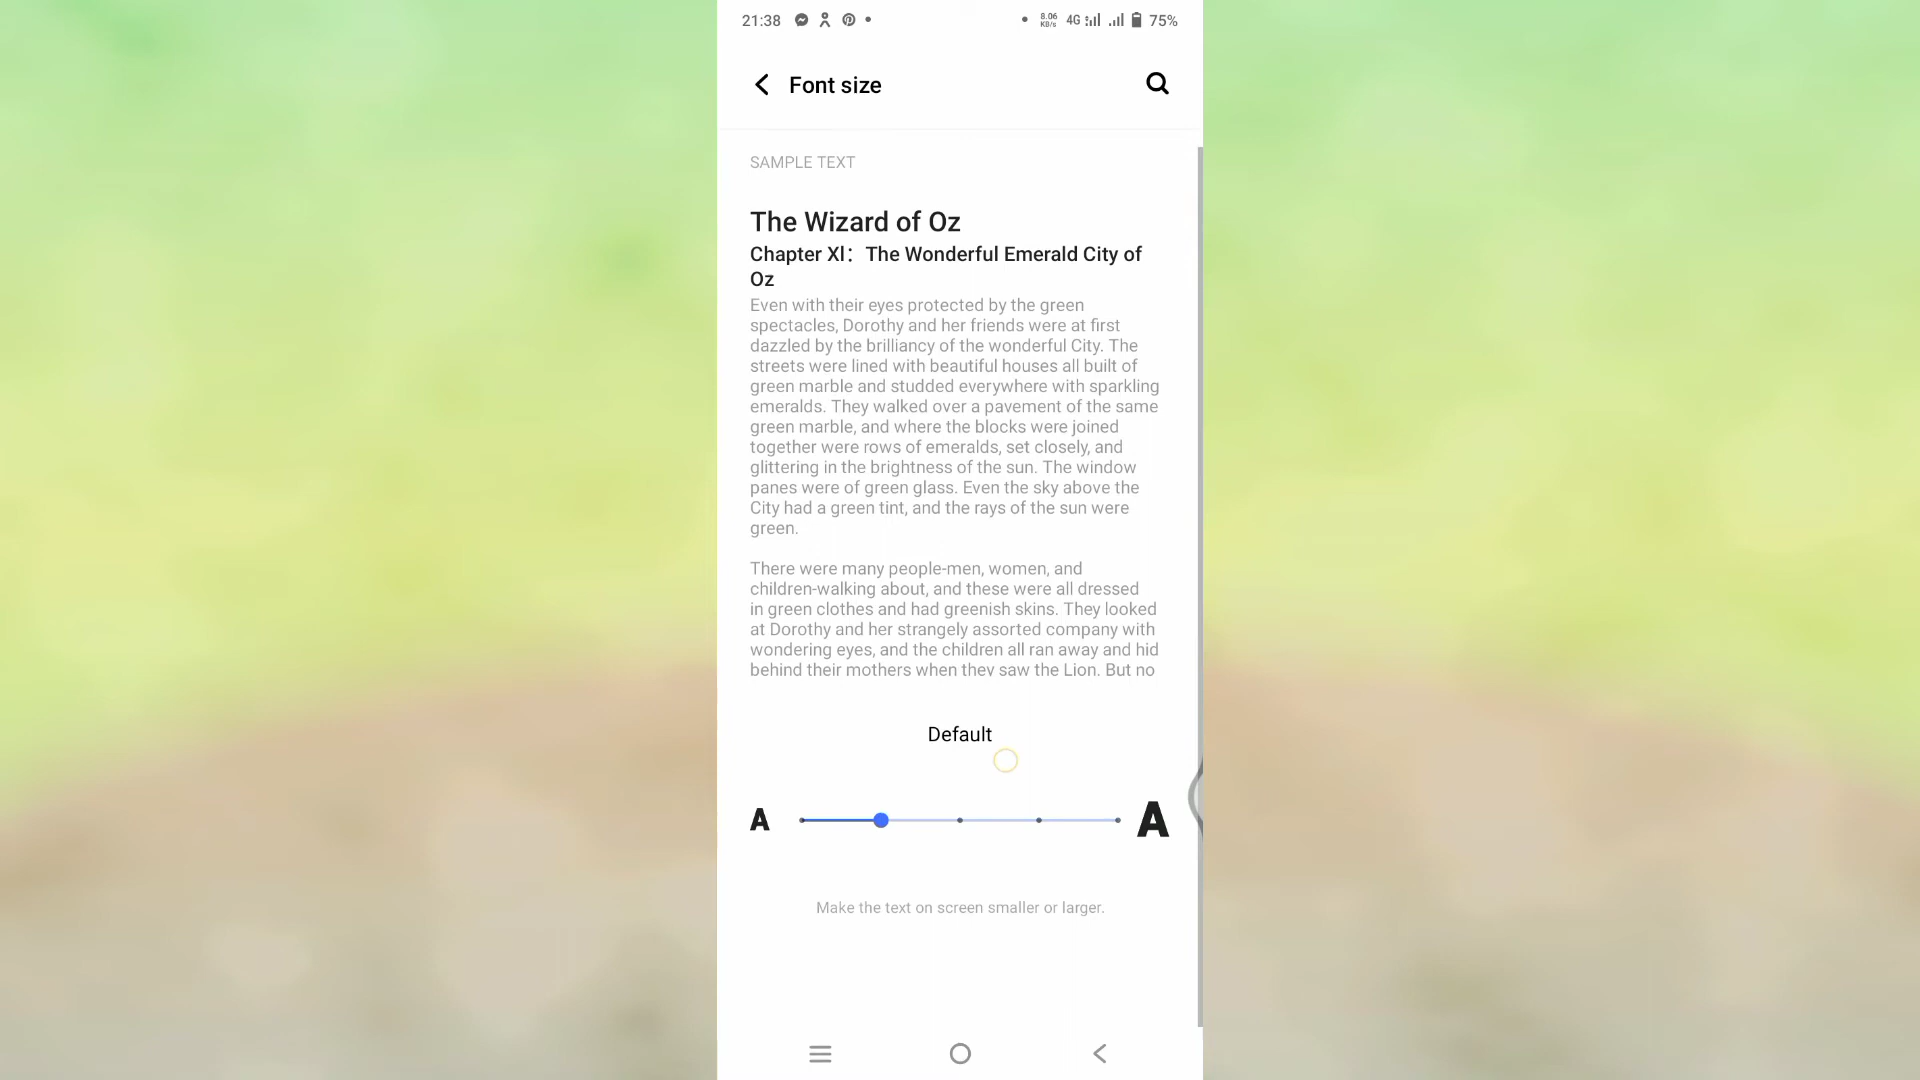 21:38
8.06 KB/s 4G 75%
Font size
SAMPLE TEXT
The Wizard of Oz
Chapter Xl： The Wonderful Emerald City of
Oz
Even with their eyes protected by the green
spectacles, Dorothy and her friends were at first
dazzled by the brilliancy of the wonderful City. The
streets were lined with beautiful houses all built of
green marble and studded everywhere with sparkling
emeralds. They walked over a pavement of the same
green marble, and where the blocks were joined
together were rows of emeralds, set closely, and
glittering in the brightness of the sun. The window
panes were of green glass. Even the sky above the
City had a green tint, and the rays of the sun were
green.
There were many people-men, women, and
children-walking about, and these were all dressed
in green clothes and had greenish skins. They looked
at Dorothy and her strangely assorted company with
wondering eyes, and the children all ran away and hid
behind their mothers when they saw the Lion. But no
Default
A A
Make the text on screen smaller or larger.